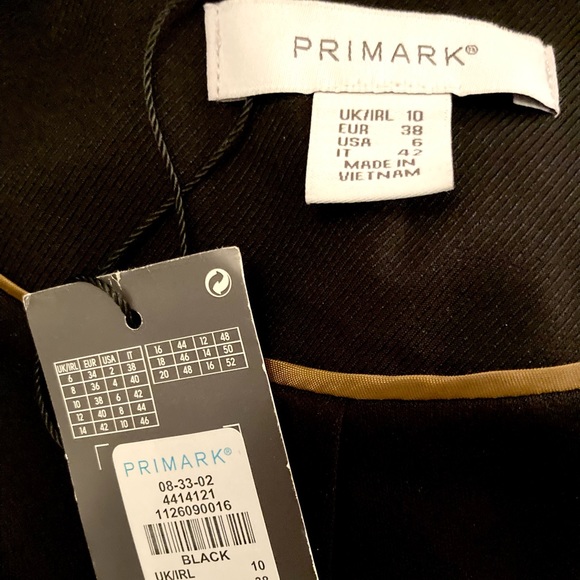 PRIMARK®
UK/IRL 10
EUR 38
USA 6
IT 42
MADE IN
VIETNAM
UK/IRL EUR USA IT
6 34 2 38
8 36 4 40
10 38 6 42
12 40 8 44
14 42 10 46
16 44 12 48
18 46 14 50
20 48 16 52
PRIMARK®
08-33-02
4414121
1126090016
BLACK
UK/IRL 10
38